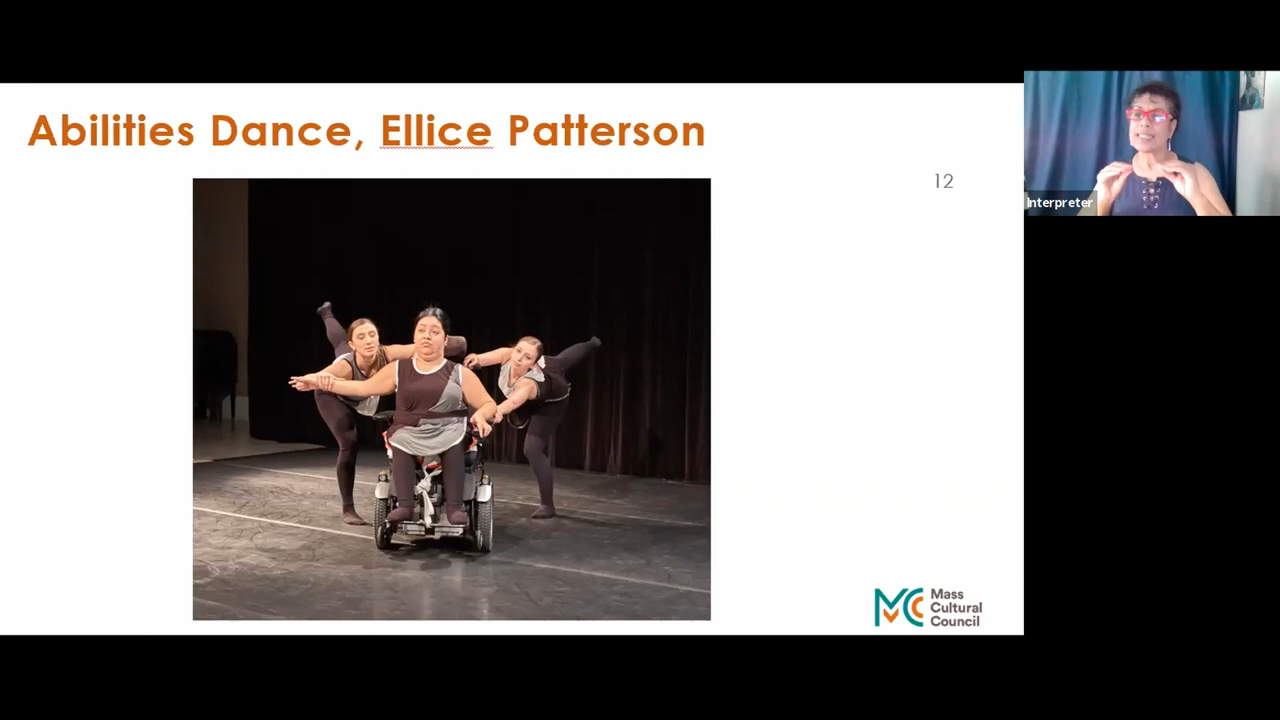 Abilities Dance, Ellice Patterson
12
Interpreter
Mass
Cultural
Council